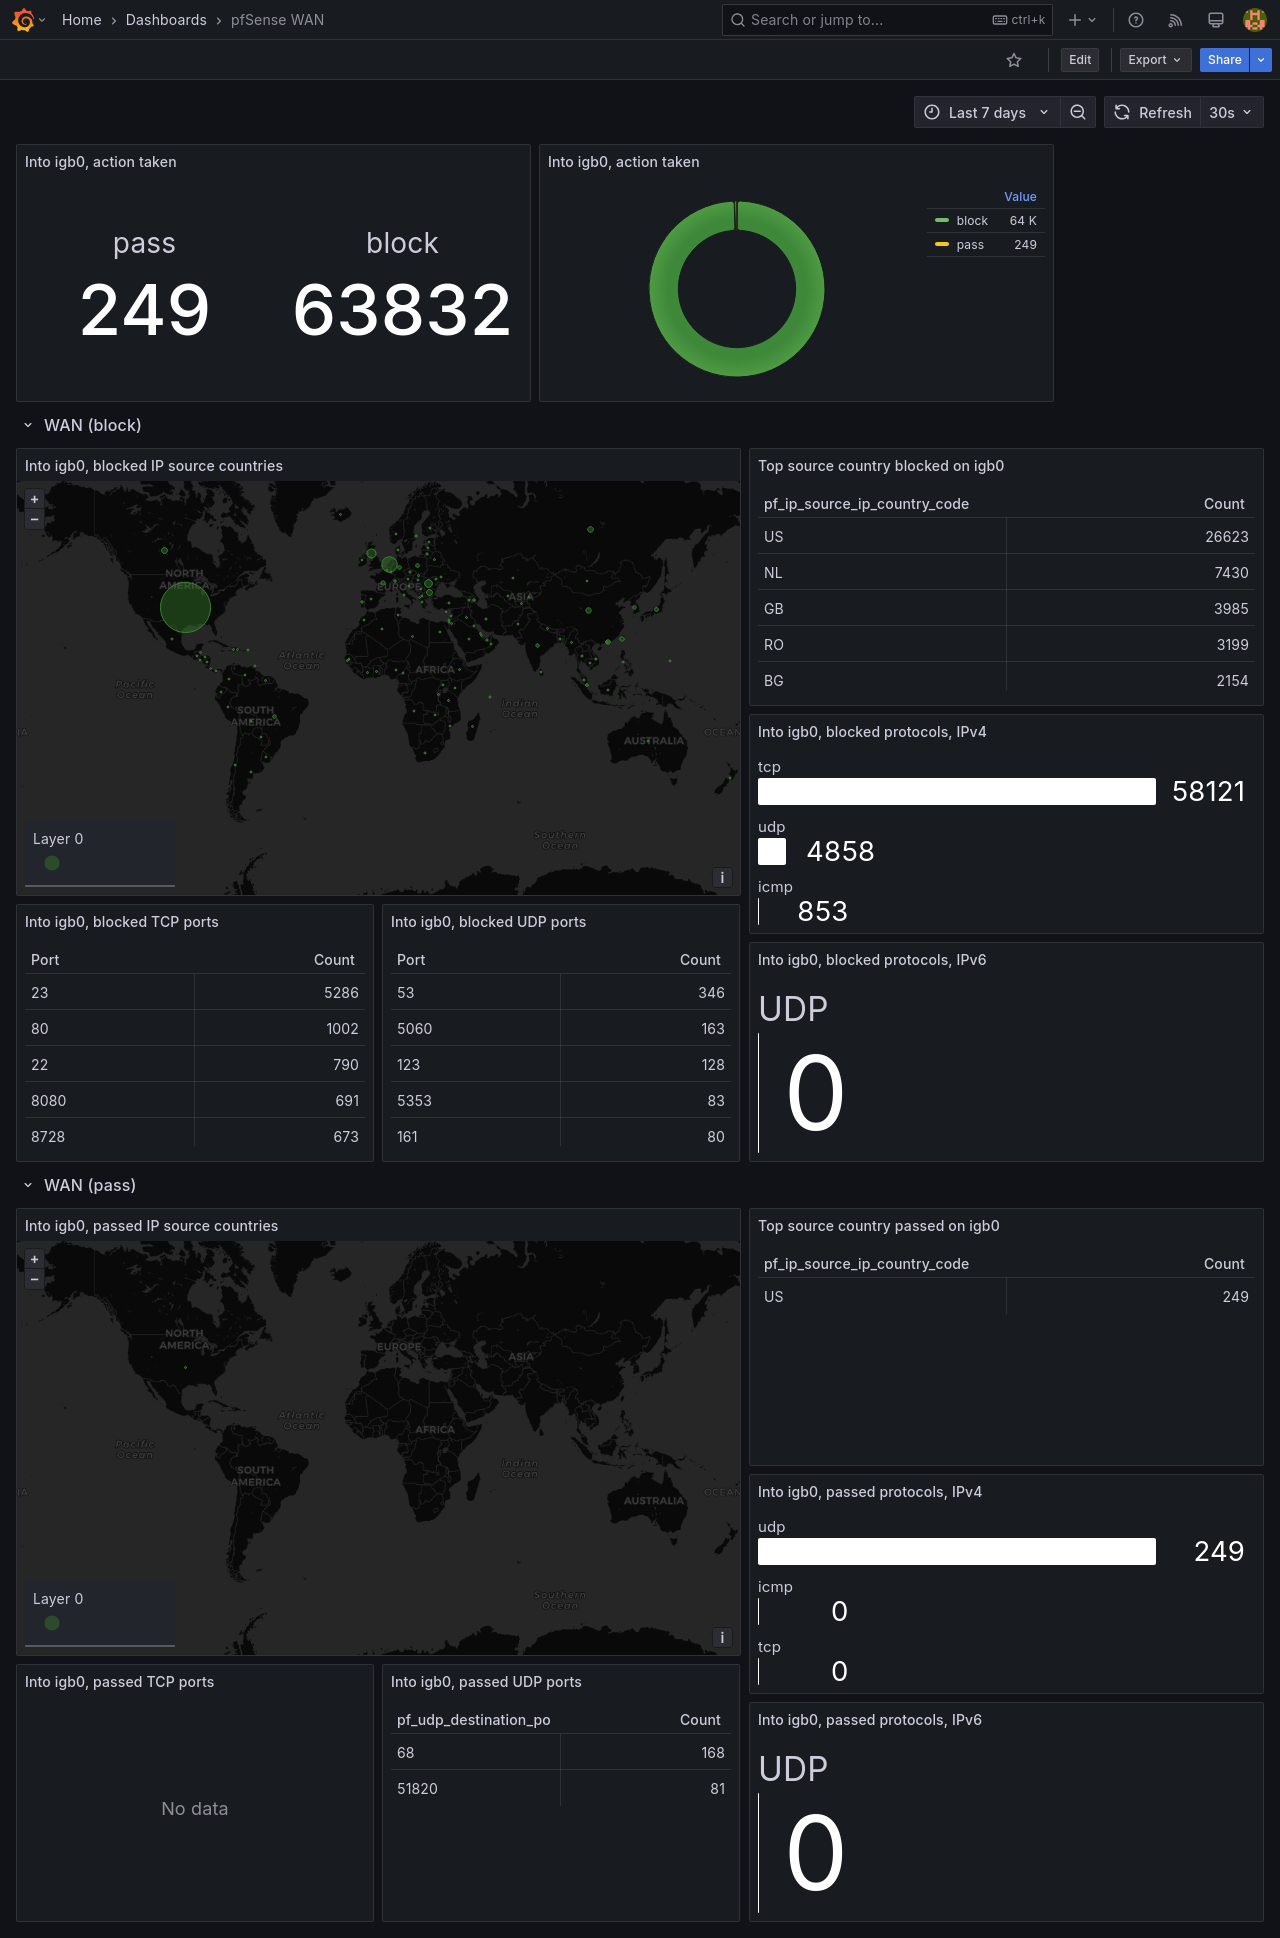 Home › Dashboards › pfSense WAN
Search or jump to... ctrl+k
Edit Export Share
Last 7 days Refresh 30s
Into igb0, action taken
pass block
249 63832
Into igb0, action taken
Value
block 64 K
pass 249
WAN (block)
Into igb0, blocked IP source countries
+
−
NORTH
AMERICA
EUROPE
ASIA
Atlantic
Ocean
AFRICA
Pacific
Ocean
SOUTH
AMERICA
Indian
Ocean
IA
AUSTRALIA
OCEAN
Southern
Ocean
Layer 0
i
Top source country blocked on igb0
pf_ip_source_ip_country_code Count
US 26623
NL 7430
GB 3985
RO 3199
BG 2154
Into igb0, blocked protocols, IPv4
tcp
58121
udp
4858
icmp
853
Into igb0, blocked TCP ports
Port Count
23 5286
80 1002
22 790
8080 691
8728 673
Into igb0, blocked UDP ports
Port Count
53 346
5060 163
123 128
5353 83
161 80
Into igb0, blocked protocols, IPv6
UDP
0
WAN (pass)
Into igb0, passed IP source countries
+
−
NORTH
AMERICA
EUROPE
ASIA
Atlantic
Ocean
AFRICA
Pacific
Ocean
SOUTH
AMERICA
Indian
Ocean
IA
AUSTRALIA
OCEAN
Southern
Ocean
Layer 0
i
Top source country passed on igb0
pf_ip_source_ip_country_code Count
US 249
Into igb0, passed protocols, IPv4
udp
249
icmp
0
tcp
0
Into igb0, passed TCP ports
No data
Into igb0, passed UDP ports
pf_udp_destination_po Count
68 168
51820 81
Into igb0, passed protocols, IPv6
UDP
0